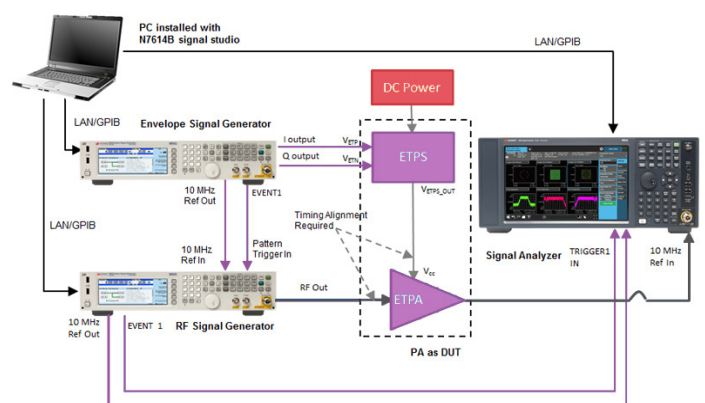 PC installed with
N7614B signal studio
LAN/GPIB
DC Power
LAN/GPIB
Envelope Signal Generator
I output
VETP
Q output
VETN
ETPS
10 MHz
Ref Out
EVENT1
VETPS_OUT
Timing Alignment
Required
LAN/GPIB
10 MHz
Ref In
Pattern
Trigger In
Signal Analyzer
TRIGGER1
IN
10 MHz
Ref In
Vcc
RF Out
ETPA
10 MHz
Ref Out
EVENT 1
RF Signal Generator
PA as DUT